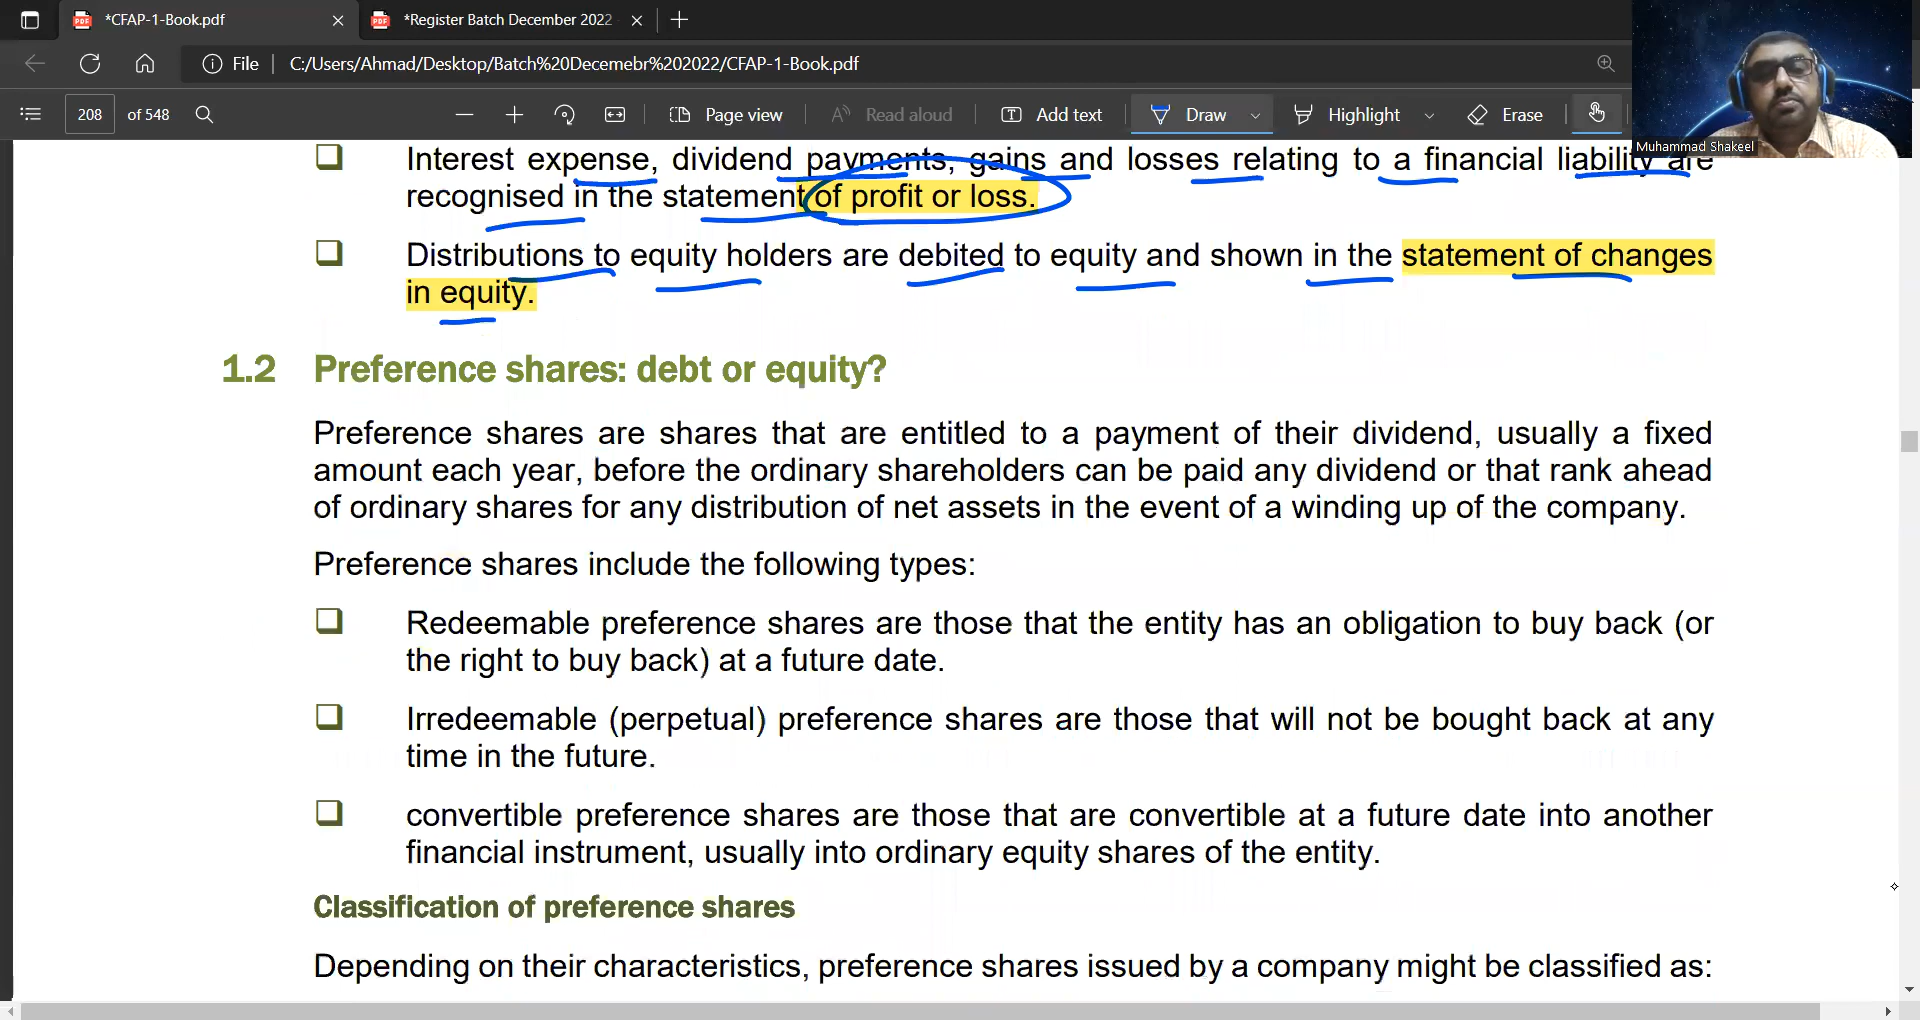 *CFAP-1-Book.pdf
*Register Batch December 2022
File
C:/Users/Ahmad/Desktop/Batch%20Decemebr%202022/CFAP-1-Book.pdf
208 of 548
Page view
Read aloud
Add text
Draw
Highlight
Erase
Muhammad Shakeel
Interest expense, dividend payments, gains and losses relating to a financial liability are
recognised in the statement of profit or loss.
Distributions to equity holders are debited to equity and shown in the statement of changes
in equity.
1.2 Preference shares: debt or equity?
Preference shares are shares that are entitled to a payment of their dividend, usually a fixed
amount each year, before the ordinary shareholders can be paid any dividend or that rank ahead
of ordinary shares for any distribution of net assets in the event of a winding up of the company.
Preference shares include the following types:
Redeemable preference shares are those that the entity has an obligation to buy back (or
the right to buy back) at a future date.
Irredeemable (perpetual) preference shares are those that will not be bought back at any
time in the future.
convertible preference shares are those that are convertible at a future date into another
financial instrument, usually into ordinary equity shares of the entity.
Classification of preference shares
Depending on their characteristics, preference shares issued by a company might be classified as: